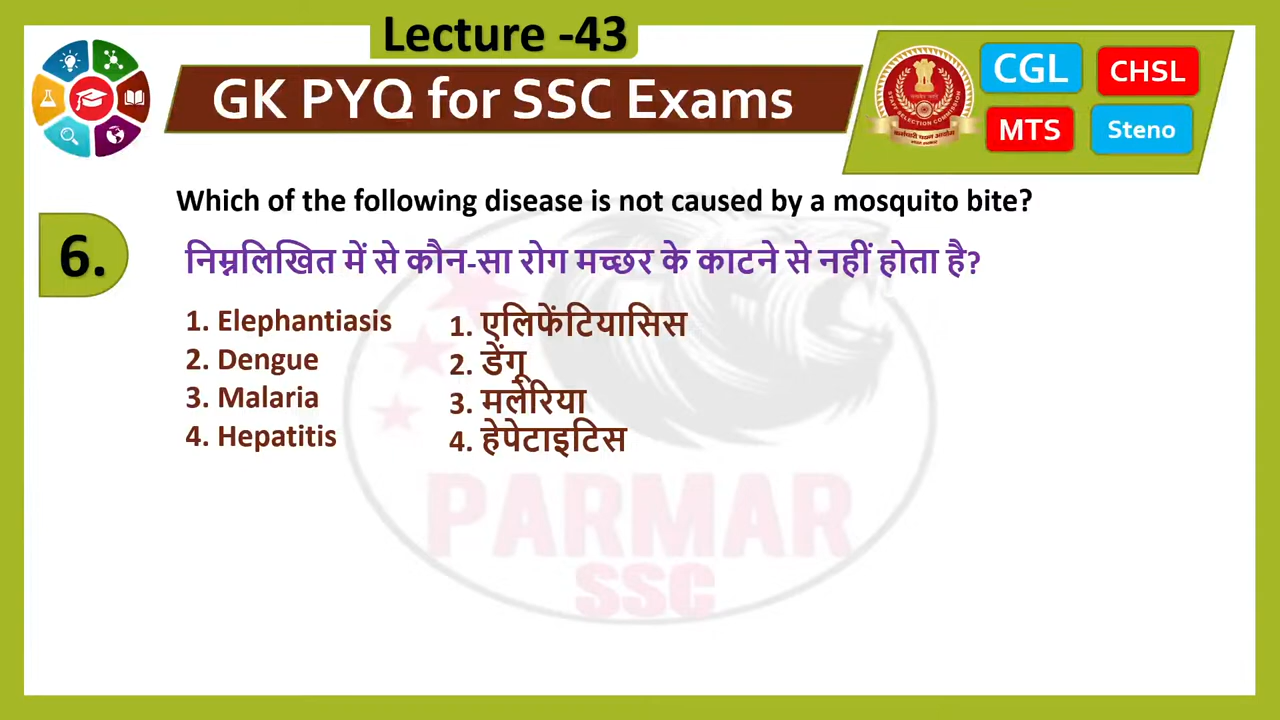 Lecture -43
GK PYQ for SSC Exams
CGL
CHSL
MTS
Steno
Which of the following disease is not caused by a mosquito bite?
6.
निम्नलिखित में से कौन-सा रोग मच्छर के काटने से नहीं होता है?
1. Elephantiasis
2. Dengue
3. Malaria
4. Hepatitis
1. एलिफेंटियासिस
2. डेंगू
3. मलेरिया
4. हेपेटाइटिस
PARMAR
SSC